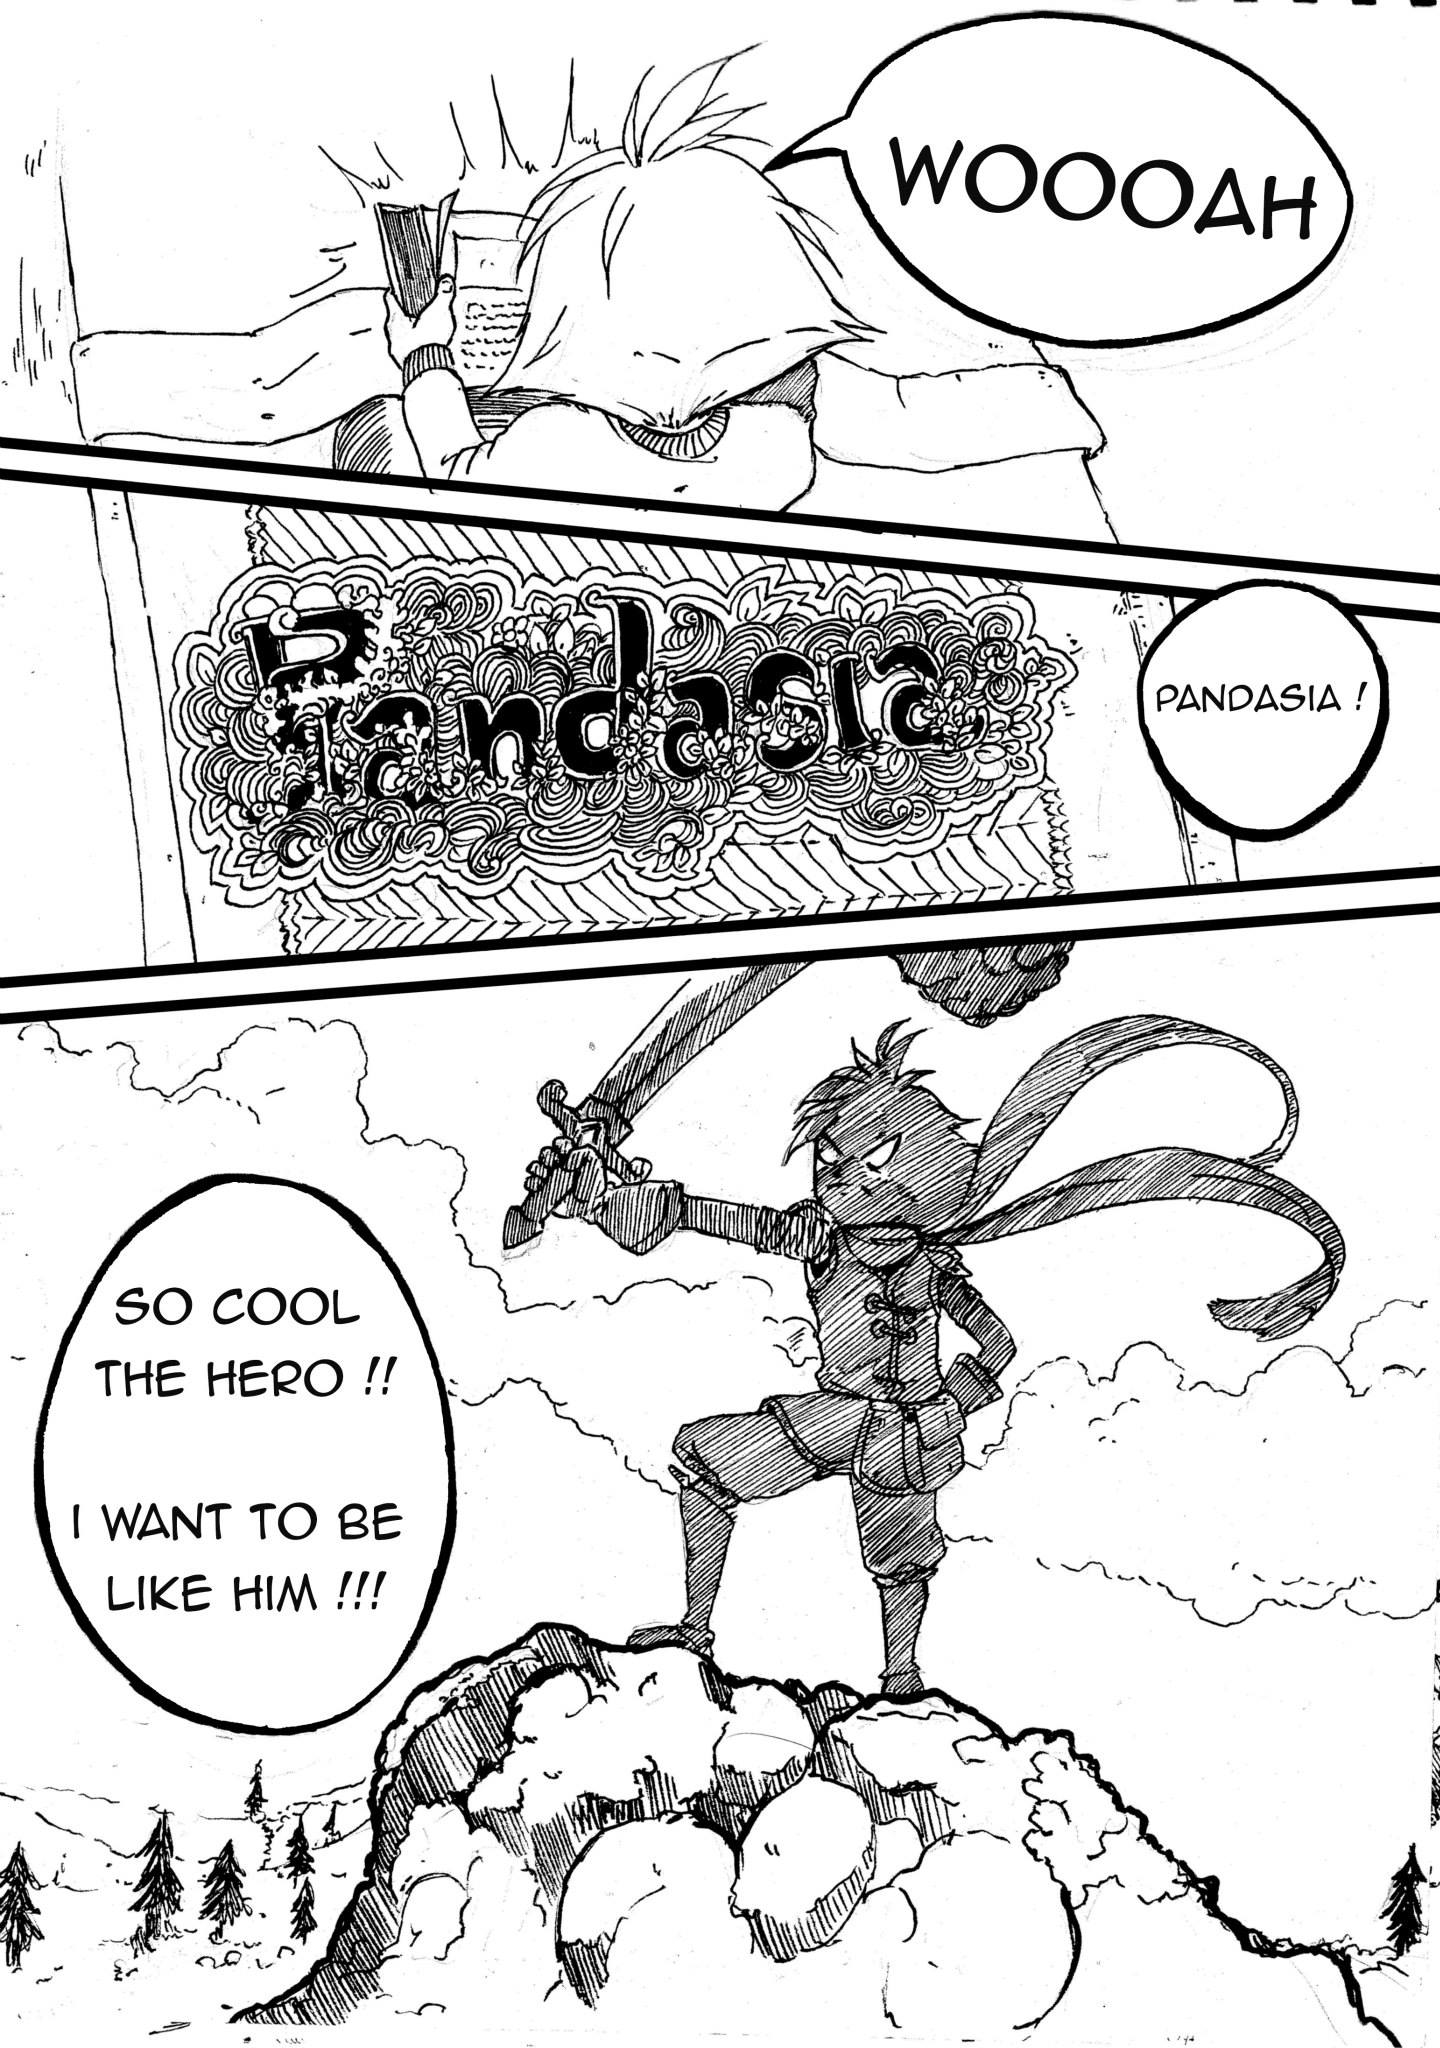 WOOOAH
Pandasia
PANDASIA !
SO COOL
THE HERO !!
I WANT TO BE
LIKE HIM !!!